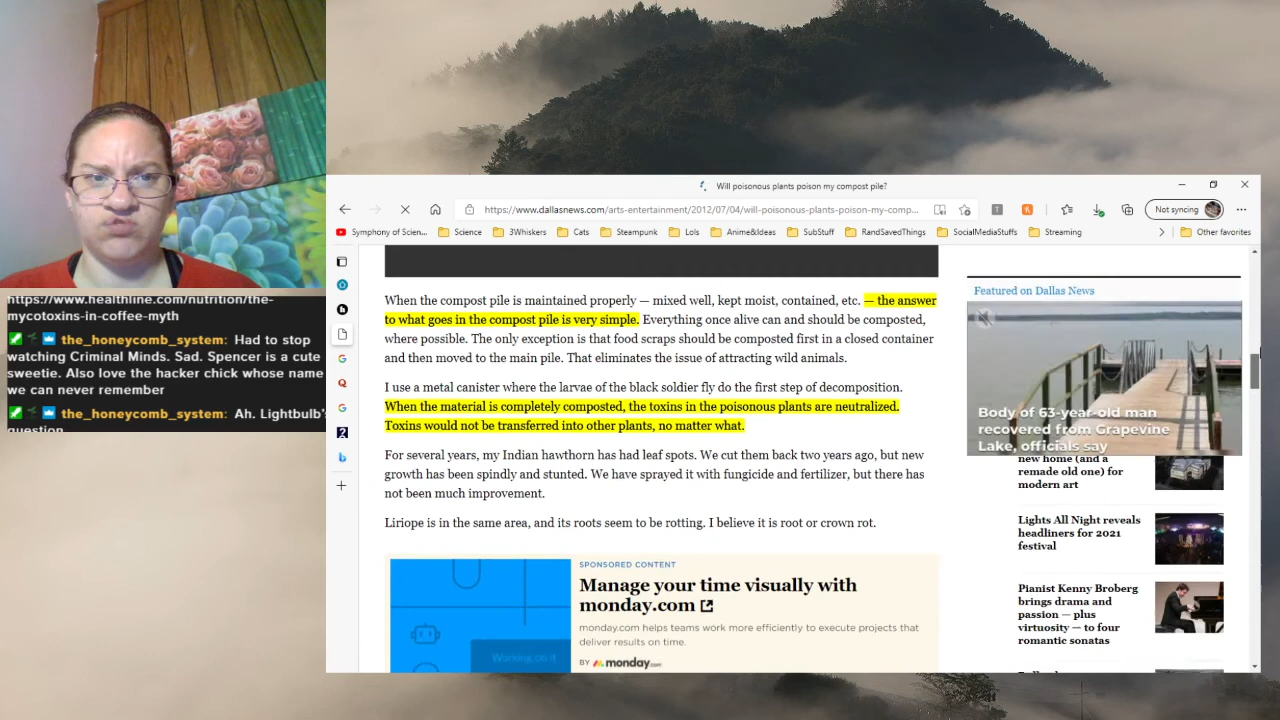 https://www.healthline.com/nutrition/the-
mycotoxins-in-coffee-myth
the_honeycomb_system: Had to stop
watching Criminal Minds. Sad. Spencer is a cute
sweetie. Also love the hacker chick whose name
we can never remember
the_honeycomb_system: Ah. Lightbulb's
question
Will poisonous plants poison my compost pile?
https://www.dallasnews.com/arts-entertainment/2012/07/04/will-poisonous-plants-poison-my-comp...
Not syncing
Symphony of Scien...
Science
3Whiskers
Cats
Steampunk
Lols
Anime&Ideas
SubStuff
RandSavedThings
SocialMediaStuffs
Streaming
Other favorites
When the compost pile is maintained properly — mixed well, kept moist, contained, etc. — the answer
to what goes in the compost pile is very simple. Everything once alive can and should be composted,
where possible. The only exception is that food scraps should be composted first in a closed container
and then moved to the main pile. That eliminates the issue of attracting wild animals.
I use a metal canister where the larvae of the black soldier fly do the first step of decomposition.
When the material is completely composted, the toxins in the poisonous plants are neutralized.
Toxins would not be transferred into other plants, no matter what.
For several years, my Indian hawthorn has had leaf spots. We cut them back two years ago, but new
growth has been spindly and stunted. We have sprayed it with fungicide and fertilizer, but there has
not been much improvement.
Liriope is in the same area, and its roots seem to be rotting. I believe it is root or crown rot.
SPONSORED CONTENT
Manage your time visually with
monday.com
monday.com helps teams work more efficiently to execute projects that
deliver results on time.
BY monday.com
Working on it
Featured on Dallas News
Body of 63-year-old man
recovered from Grapevine
Lake, officials say
new home (and a
remade old one) for
modern art
Lights All Night reveals
headliners for 2021
festival
Pianist Kenny Broberg
brings drama and
passion — plus
virtuosity — to four
romantic sonatas